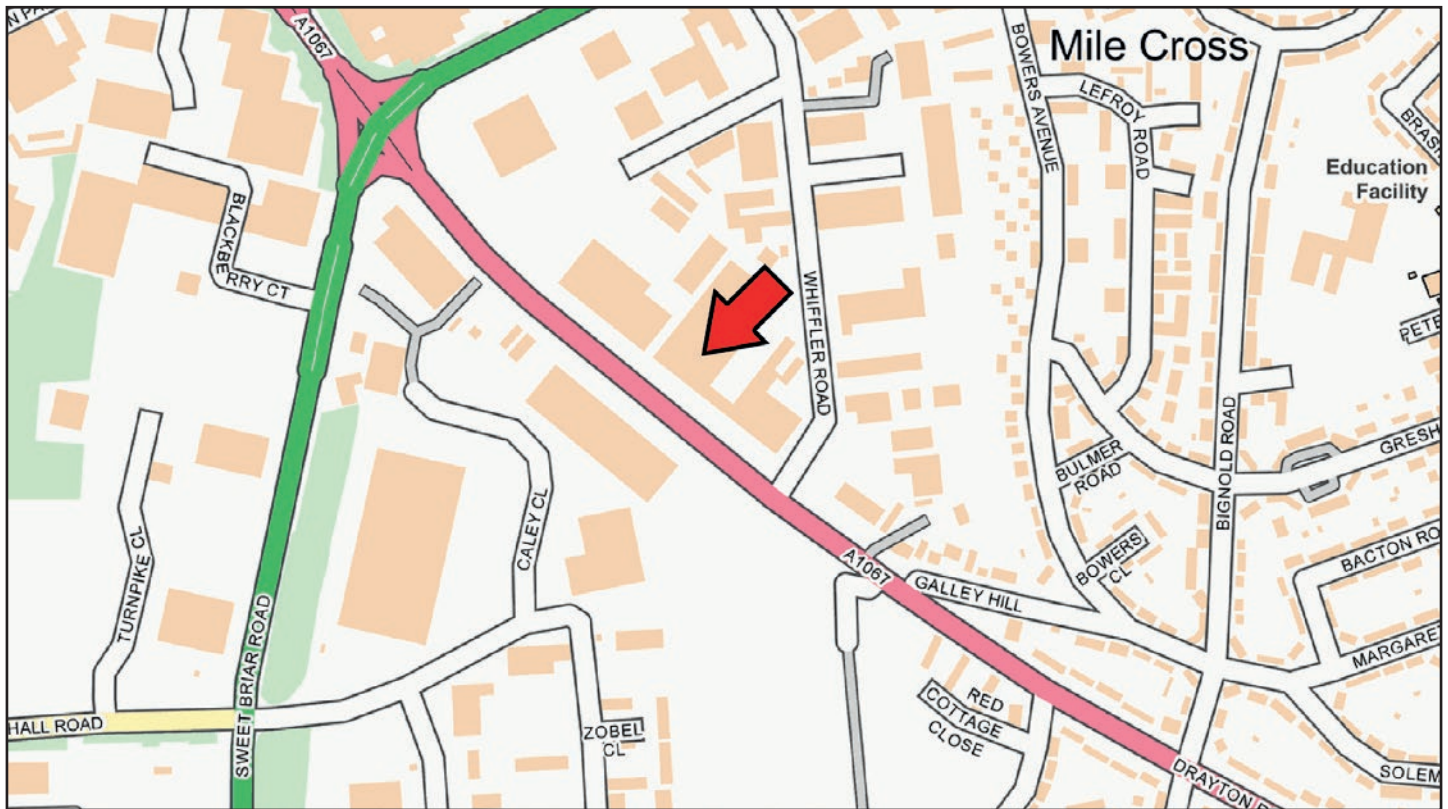 N PA
A1067
Mile Cross
BOWERS AVENUE
LEFROY
ROAD
BRAS
Education
Facility
BLACKBE
RRY CT
WHIFFLER ROAD
PETE
BULMER
ROAD
BIGNOLD ROAD
GRESH
CALEY CL
TURNPIKE CL
A1067
BOWERS
CL
BACTON RO
GALLEY HILL
SWEET BRIAR ROAD
MARGARE
HALL ROAD
ZOBEL
CL
RED
COTTAGE
CLOSE
DRAYTON
SOLEM